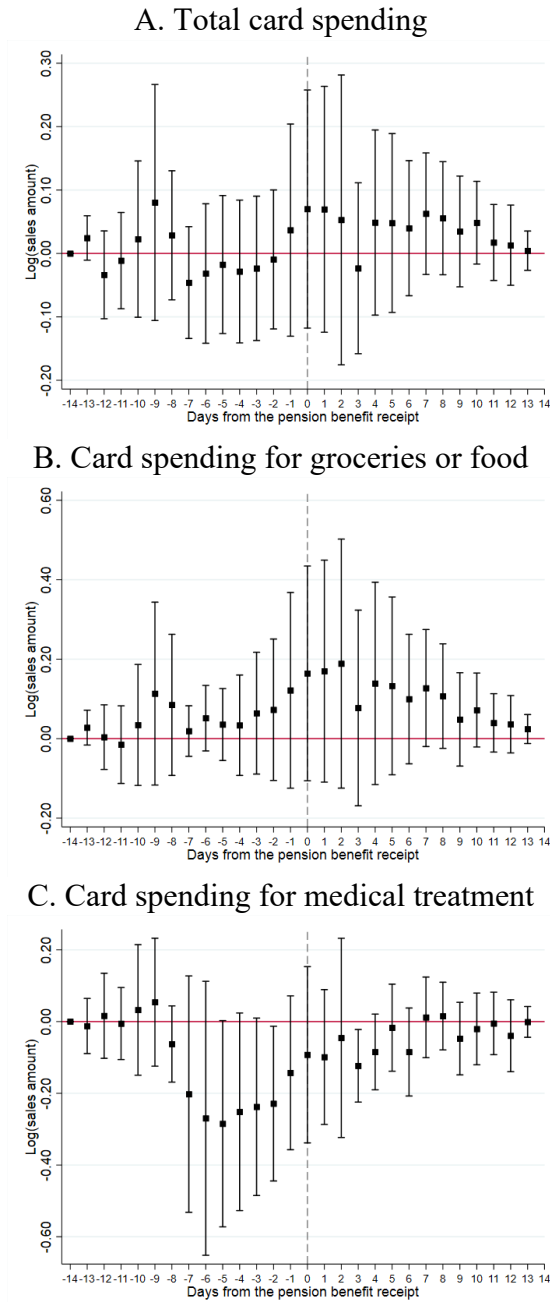 A. Total card spending
0.30
0.20
0.10
0.00
-0.10
-0.20
Log(sales amount)
-14 -13 -12 -11 -10 -9 -8 -7 -6 -5 -4 -3 -2 -1 0 1 2 3 4 5 6 7 8 9 10 11 12 13 14
Days from the pension benefit receipt
B. Card spending for groceries or food
0.60
0.40
0.20
0.00
-0.20
Log(sales amount)
-14 -13 -12 -11 -10 -9 -8 -7 -6 -5 -4 -3 -2 -1 0 1 2 3 4 5 6 7 8 9 10 11 12 13 14
Days from the pension benefit receipt
C. Card spending for medical treatment
0.20
0.00
-0.20
-0.40
-0.60
Log(sales amount)
-14 -13 -12 -11 -10 -9 -8 -7 -6 -5 -4 -3 -2 -1 0 1 2 3 4 5 6 7 8 9 10 11 12 13 14
Days from the pension benefit receipt